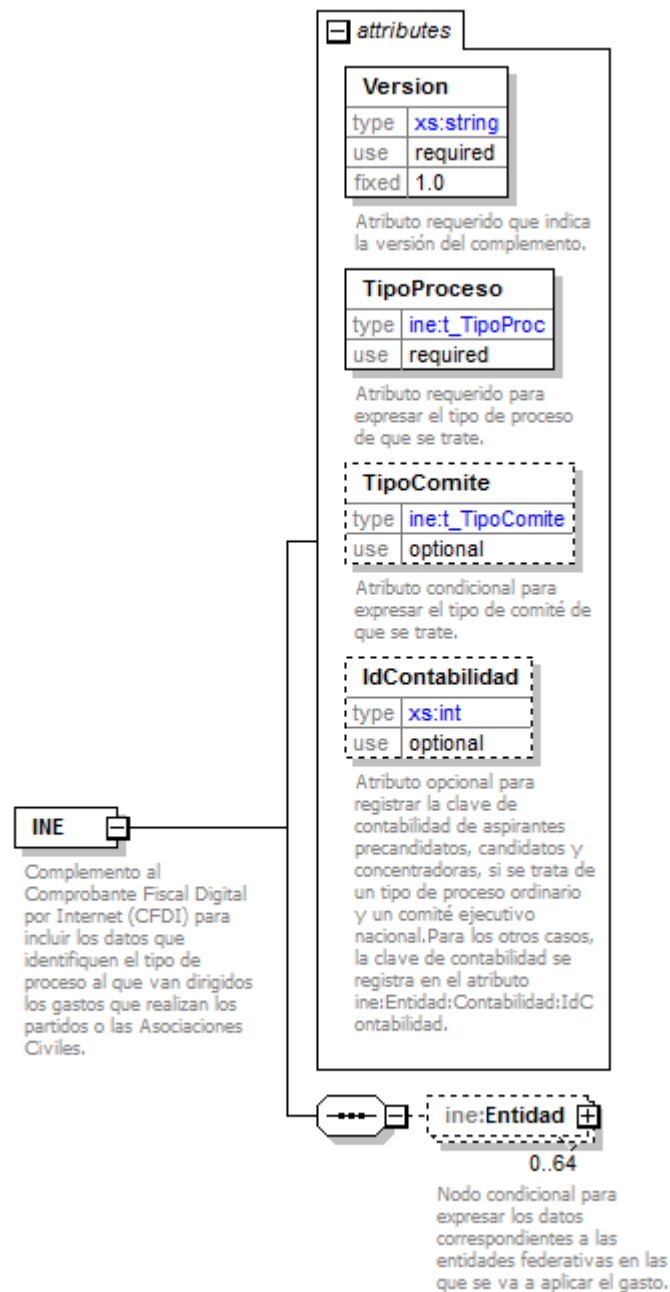 attributes
Version
type xs:string
use required
fixed 1.0
Atributo requerido que indica
la versión del complemento.
TipoProceso
type ine:t_TipoProc
use required
Atributo requerido para
expresar el tipo de proceso
de que se trate.
TipoComite
type ine:t_TipoComite
use optional
Atributo condicional para
expresar el tipo de comité de
que se trate.
IdContabilidad
type xs:int
use optional
Atributo opcional para
registrar la clave de
contabilidad de aspirantes
precandidatos, candidatos y
concentradoras, si se trata de
un tipo de proceso ordinario
y un comité ejecutivo
nacional.Para los otros casos,
la clave de contabilidad se
registra en el atributo
ine:Entidad:Contabilidad:IdC
ontabilidad.
INE
Complemento al
Comprobante Fiscal Digital
por Internet (CFDI) para
incluir los datos que
identifiquen el tipo de
proceso al que van dirigidos
los gastos que realizan los
partidos o las Asociaciones
Civiles.
ine:Entidad
0..64
Nodo condicional para
expresar los datos
correspondientes a las
entidades federativas en las
que se va a aplicar el gasto.